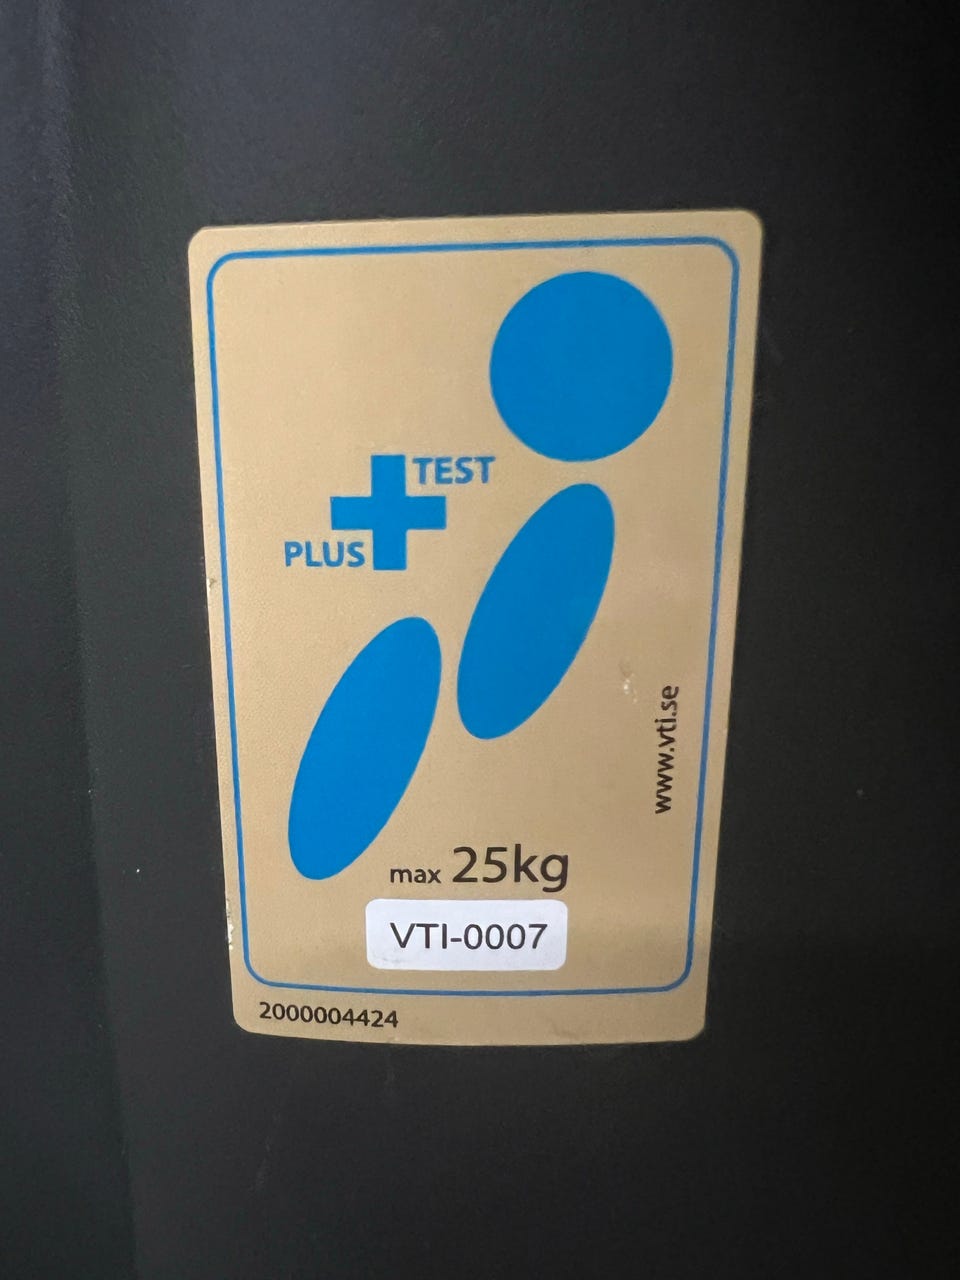 TEST
PLUS
www.vti.se
max 25kg
VTI-0007
2000004424